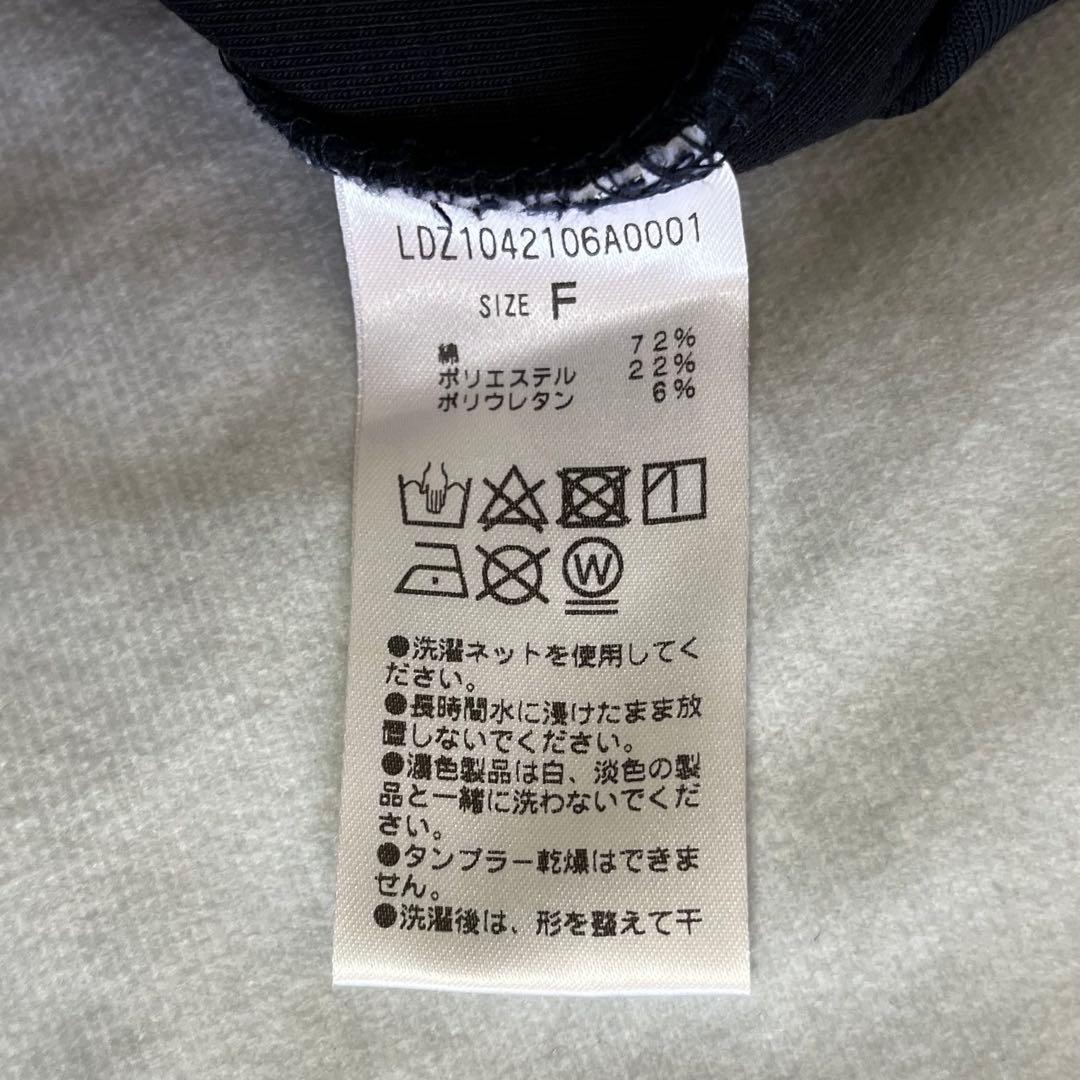 LDZ1042106A0001
SIZE F
綿 72%
ポリエステル 22%
ポリウレタン 6%
W
●洗濯ネットを使用してく
ださい。
●長時間水に浸けたまま放
置しないでください。
●濃色製品は白、淡色の製
品と一緒に洗わないでくだ
さい。
●タンブラー乾燥はできま
せん。
●洗濯後は、形を整えて干